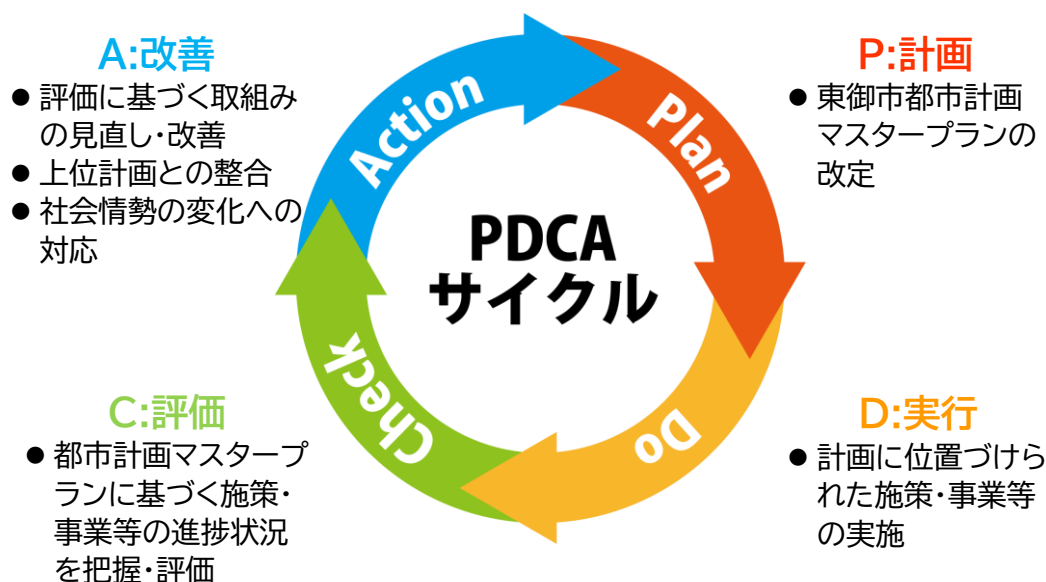 A:改善
● 評価に基づく取組み
の見直し・改善
● 上位計画との整合
● 社会情勢の変化への
対応
P:計画
● 東御市都市計画
マスタープランの
改定
Action
Plan
PDCA
サイクル
Check
Do
C:評価
● 都市計画マスタープ
ランに基づく施策・
事業等の進捗状況
を把握・評価
D:実行
● 計画に位置づけら
れた施策・事業等
の実施